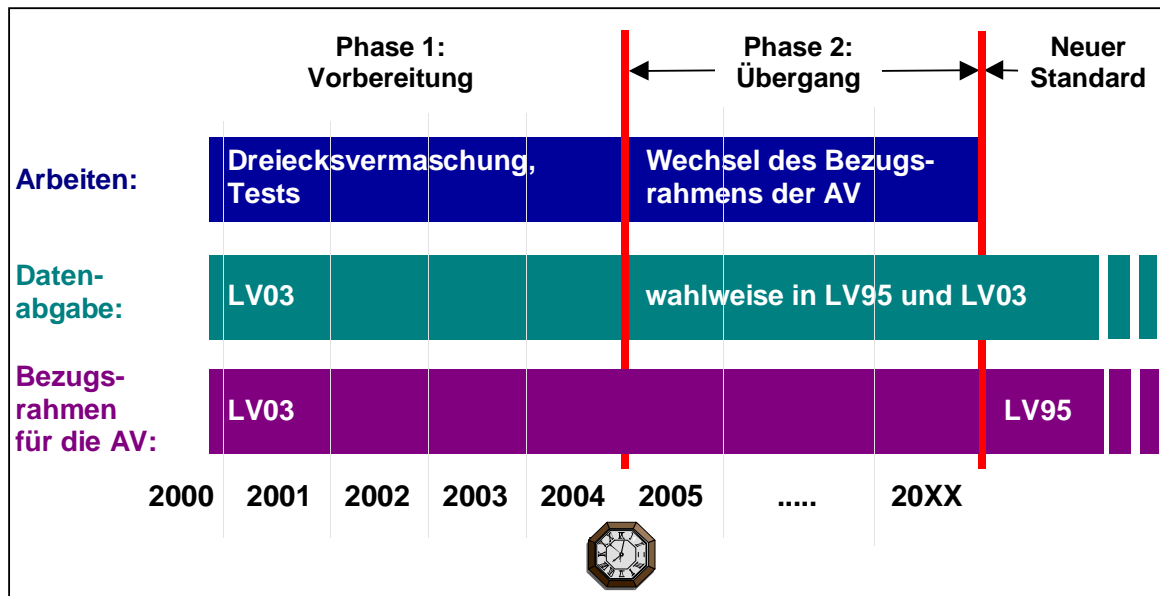 Phase 1:
Vorbereitung
Phase 2:
Übergang
Neuer
Standard
Arbeiten:
Dreiecksvermaschung,
Tests
Wechsel des Bezugs-
rahmens der AV
Daten-
abgabe:
LV03
wahlweise in LV95 und LV03
Bezugs-
rahmen
für die AV:
LV03
LV95
2000 2001 2002 2003 2004 2005 ..... 20XX